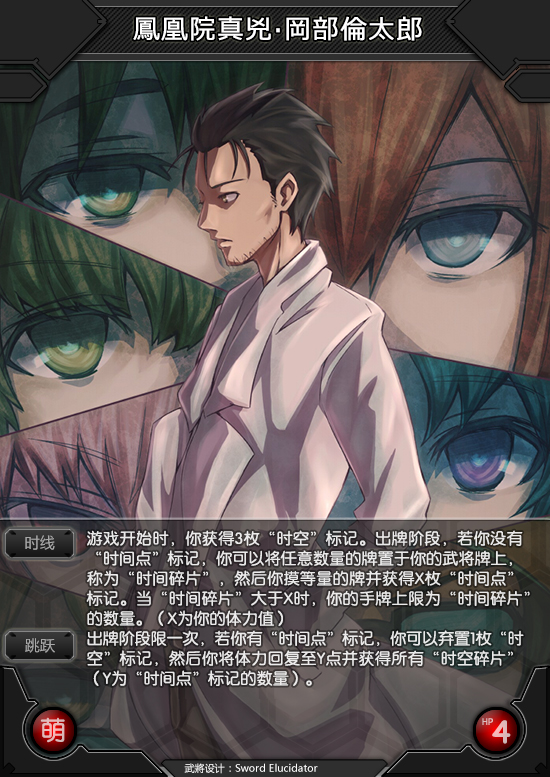 鳳凰院真兇·岡部倫太郎
时线
游戏开始时，你获得3枚“时空”标记。出牌阶段，若你没有
“时间点”标记，你可以将任意数量的牌置于你的武将牌上，
称为“时间碎片”，然后你摸等量的牌并获得X枚“时间点”
标记。当“时间碎片”大于X时，你的手牌上限为“时间碎片”
的数量。（X为你的体力值）
跳跃
出牌阶段限一次，若你有“时间点”标记，你可以弃置1枚“时
空”标记，然后你将体力回复至Y点并获得所有“时空碎片”
（Y为“时间点”标记的数量）。
萌
HP 4
武將设计：Sword Elucidator